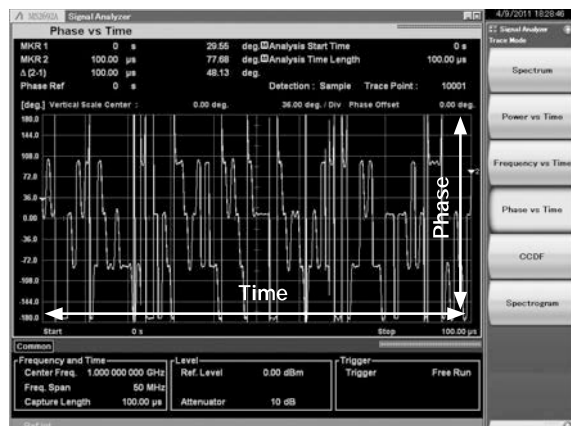 MS2692A Signal Analyzer
4/9/2011 18:28:46
Phase vs Time
MKR 1 0 s 29.55 deg. Analysis Start Time 0 s
MKR 2 100.00 µs 77.68 deg. Analysis Time Length 100.00 µs
Δ (2-1) 100.00 µs 48.13 deg.
Phase Ref 0 s Detection : Sample Trace Point : 10001
[deg.] Vertical Scale Center : 0.00 deg. 36.00 deg. / Div Phase Offset 0.00 deg.
180.0
144.0
108.0
72.0
36.0
0.00
-36.0
-72.0
-108.0
-144.0
-180.0
2
Phase
Time
Start 0 s Stop 100.00 µs
Common
Frequency and Time
Center Freq. 1.000 000 000 GHz
Freq. Span 50 MHz
Capture Length 100.00 µs
Level
Ref. Level 0.00 dBm
Attenuator 10 dB
Trigger
Trigger Free Run
Signal Analyzer
Trace Mode
Spectrum
Power vs Time
Frequency vs Time
Phase vs Time
CCDF
Spectrogram